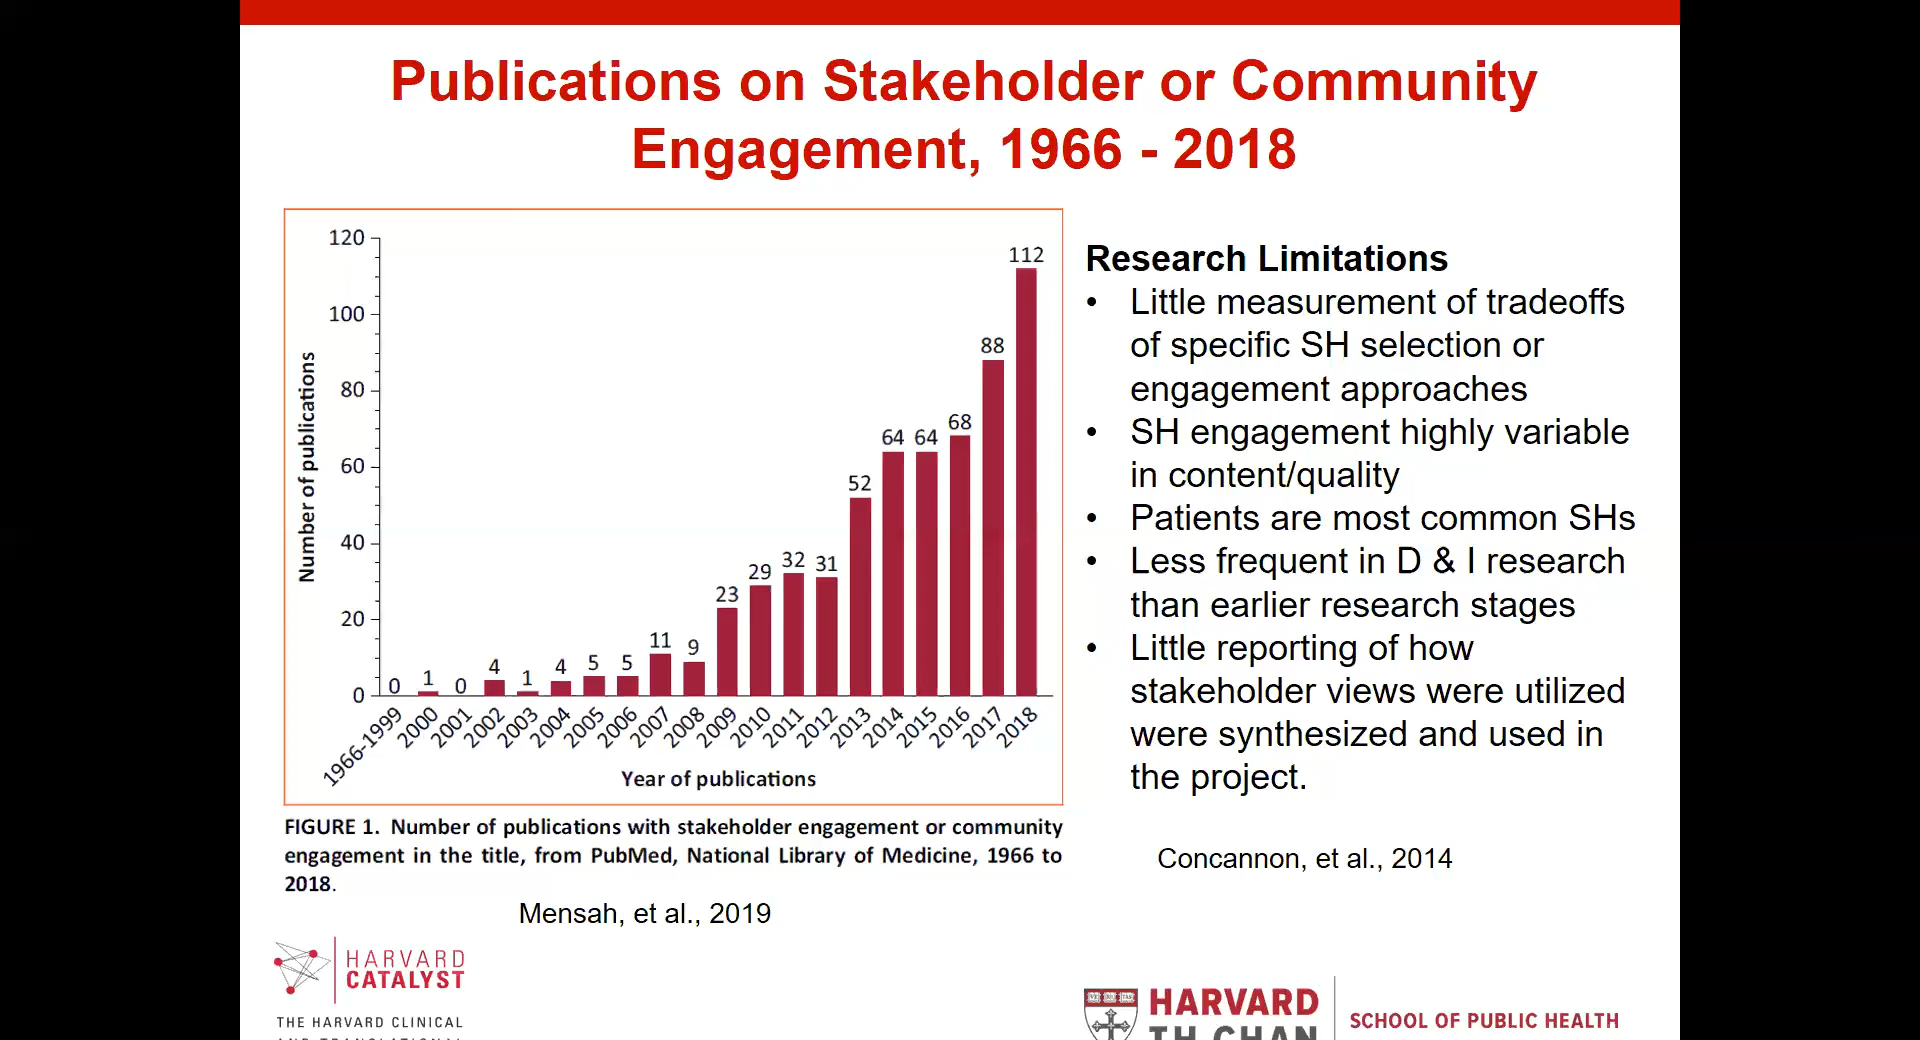 Publications on Stakeholder or Community
Engagement, 1966 - 2018
120
100
80
60
40
20
0
Number of publications
0
1
0
4
1
4
5
5
11
9
23
29
32
31
52
64
64
68
88
112
1966-1999
2000
2001
2002
2003
2004
2005
2006
2007
2008
2009
2010
2011
2012
2013
2014
2015
2016
2017
2018
Year of publications
FIGURE 1. Number of publications with stakeholder engagement or community
engagement in the title, from PubMed, National Library of Medicine, 1966 to
2018.
Mensah, et al., 2019
Research Limitations
• Little measurement of tradeoffs
of specific SH selection or
engagement approaches
• SH engagement highly variable
in content/quality
• Patients are most common SHs
• Less frequent in D & I research
than earlier research stages
• Little reporting of how
stakeholder views were utilized
were synthesized and used in
the project.
Concannon, et al., 2014
HARVARD
CATALYST
THE HARVARD CLINICAL
AND TRANSLATIONAL
HARVARD
TH CHAN
SCHOOL OF PUBLIC HEALTH